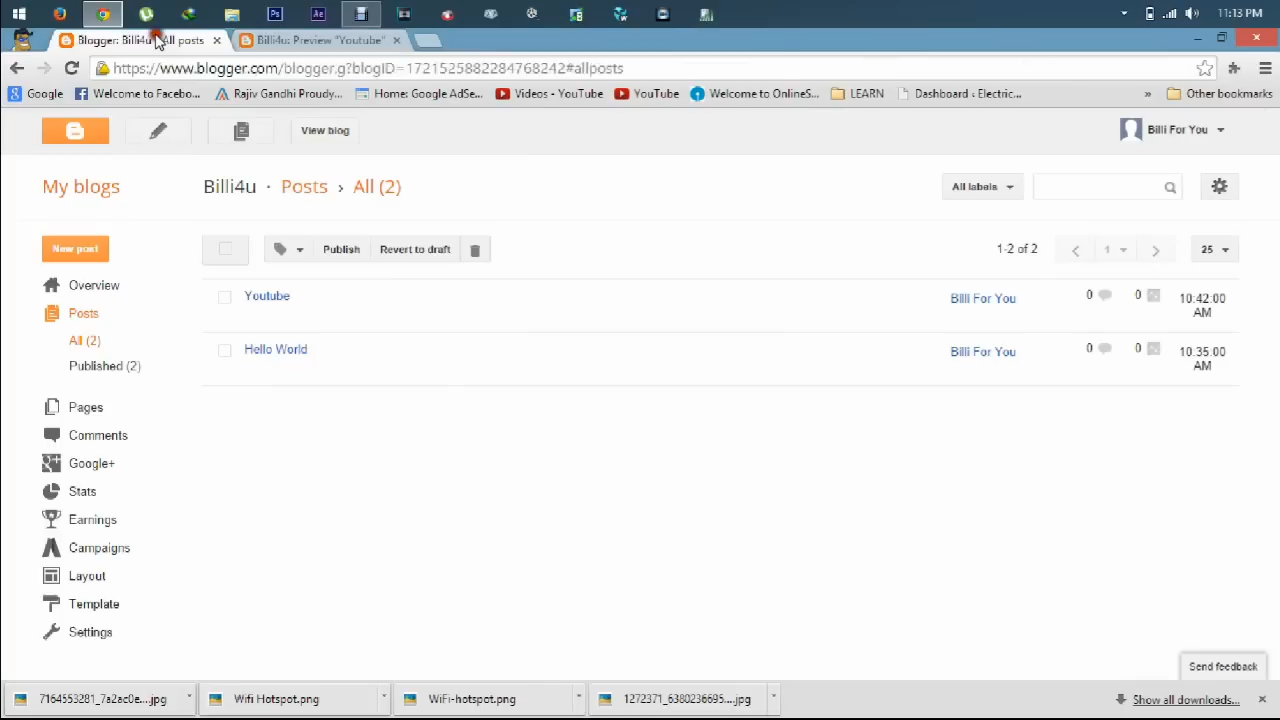 11:13 PM
Blogger: Billi4u All posts
Billi4u: Preview "Youtube"
https://www.blogger.com/blogger.g?blogID=1721525882284768242#allposts
Google
Welcome to Facebo...
Rajiv Gandhi Proudy...
Home: Google AdSe...
Videos - YouTube
YouTube
Welcome to OnlineS...
LEARN
Dashboard ‹ Electric...
»
Other bookmarks
View blog
Billi For You
My blogs
Billi4u · Posts › All (2)
All labels
New post
Publish
Revert to draft
1-2 of 2
1
25
Overview
Posts
All (2)
Published (2)
Pages
Comments
Google+
Stats
Earnings
Campaigns
Layout
Template
Settings
Youtube
Billi For You
0
0
10:42:00
AM
Hello World
Billi For You
0
0
10:35:00
AM
Send feedback
7164553281_7a2ac0e....jpg
Wifi Hotspot.png
WiFi-hotspot.png
1272371_6380236695....jpg
Show all downloads...